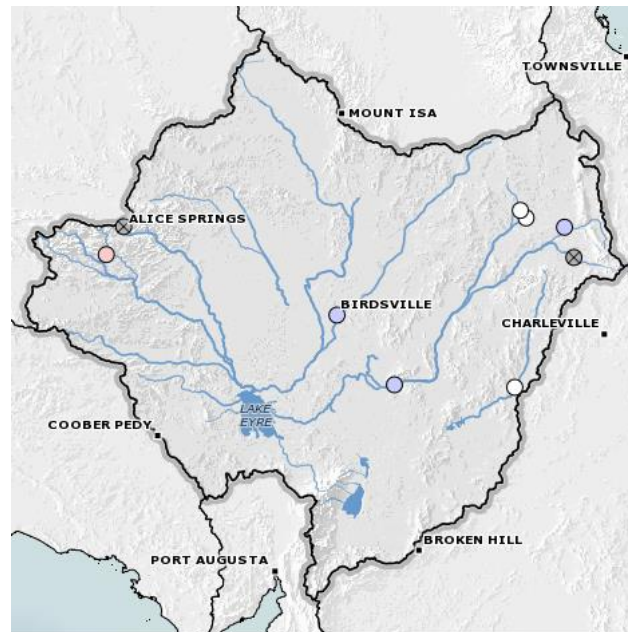 TOWNSVILLE
MOUNT ISA
ALICE SPRINGS
BIRDSVILLE
CHARLEVILLE
LAKE
EYRE
COOBER PEDY
BROKEN HILL
PORT AUGUSTA